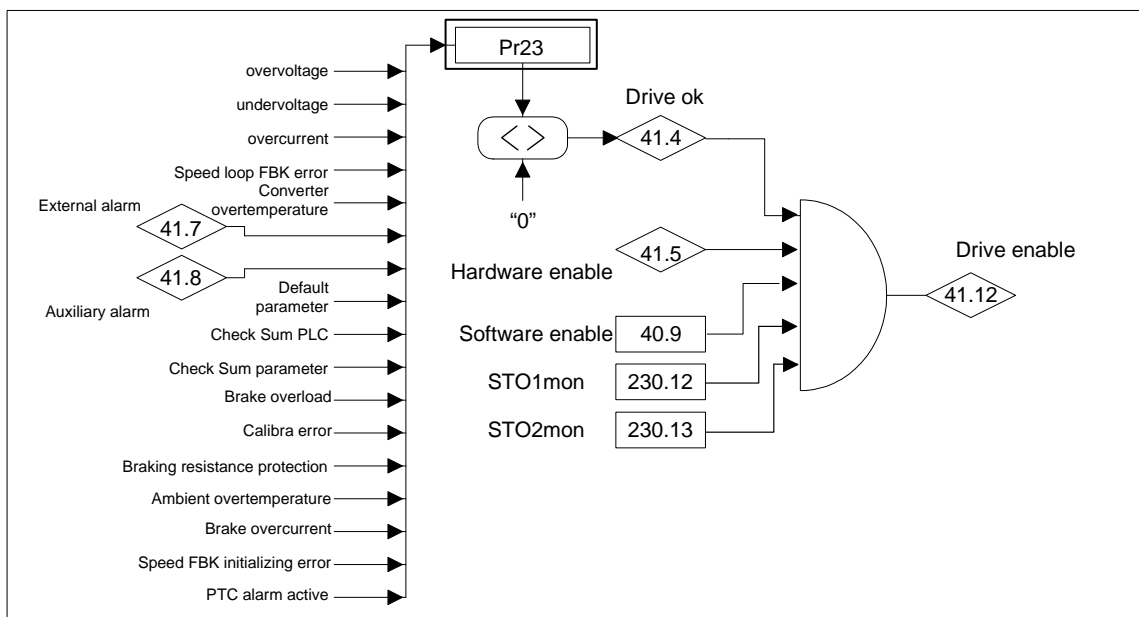 Pr23
overvoltage
Drive ok
undervoltage
< >
41.4
overcurrent
Speed loop FBK error
Converter
overtemperature
External alarm
41.7
"0"
41.5
Drive enable
Hardware enable
41.8
41.12
Auxiliary alarm
Default
parameter
Check Sum PLC
Software enable
40.9
Check Sum parameter
STO1mon
230.12
Brake overload
STO2mon
230.13
Calibra error
Braking resistance protection
Ambient overtemperature
Brake overcurrent
Speed FBK initializing error
PTC alarm active